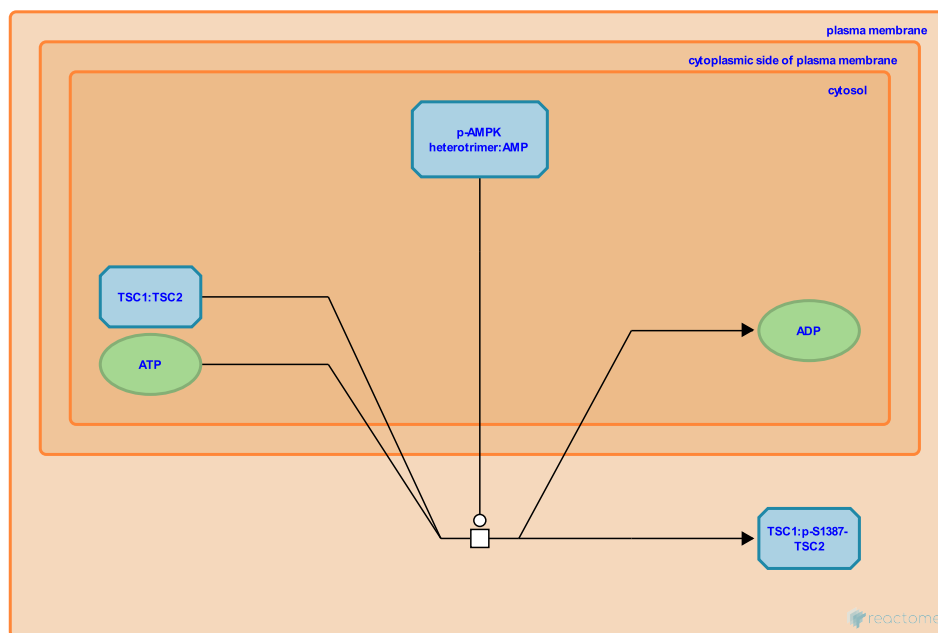 plasma membrane
cytoplasmic side of plasma membrane
cytosol
p-AMPK
heterotrimer:AMP
TSC1:TSC2
ATP
ADP
TSC1:p-S1387-
TSC2
reactome